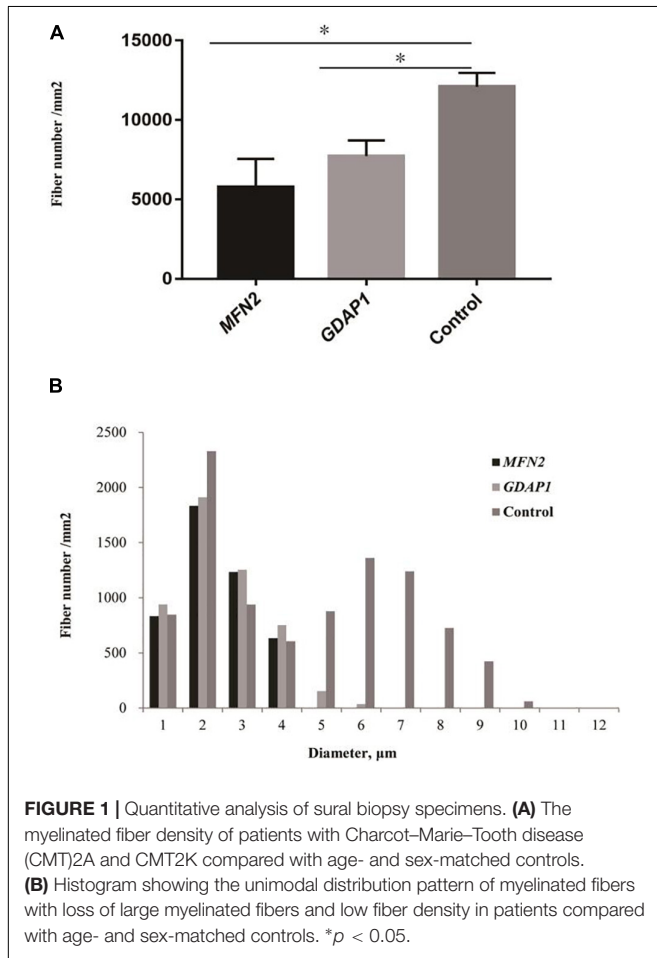 A
*
*
15000
10000
5000
0
Fiber number /mm2
MFN2
GDAP1
Control
B
2500
2000
1500
1000
500
0
Fiber number /mm2
MFN2
GDAP1
Control
1 2 3 4 5 6 7 8 9 10 11 12
Diameter, µm
FIGURE 1 | Quantitative analysis of sural biopsy specimens. (A) The
myelinated fiber density of patients with Charcot–Marie–Tooth disease
(CMT)2A and CMT2K compared with age- and sex-matched controls.
(B) Histogram showing the unimodal distribution pattern of myelinated fibers
with loss of large myelinated fibers and low fiber density in patients compared
with age- and sex-matched controls. *p < 0.05.